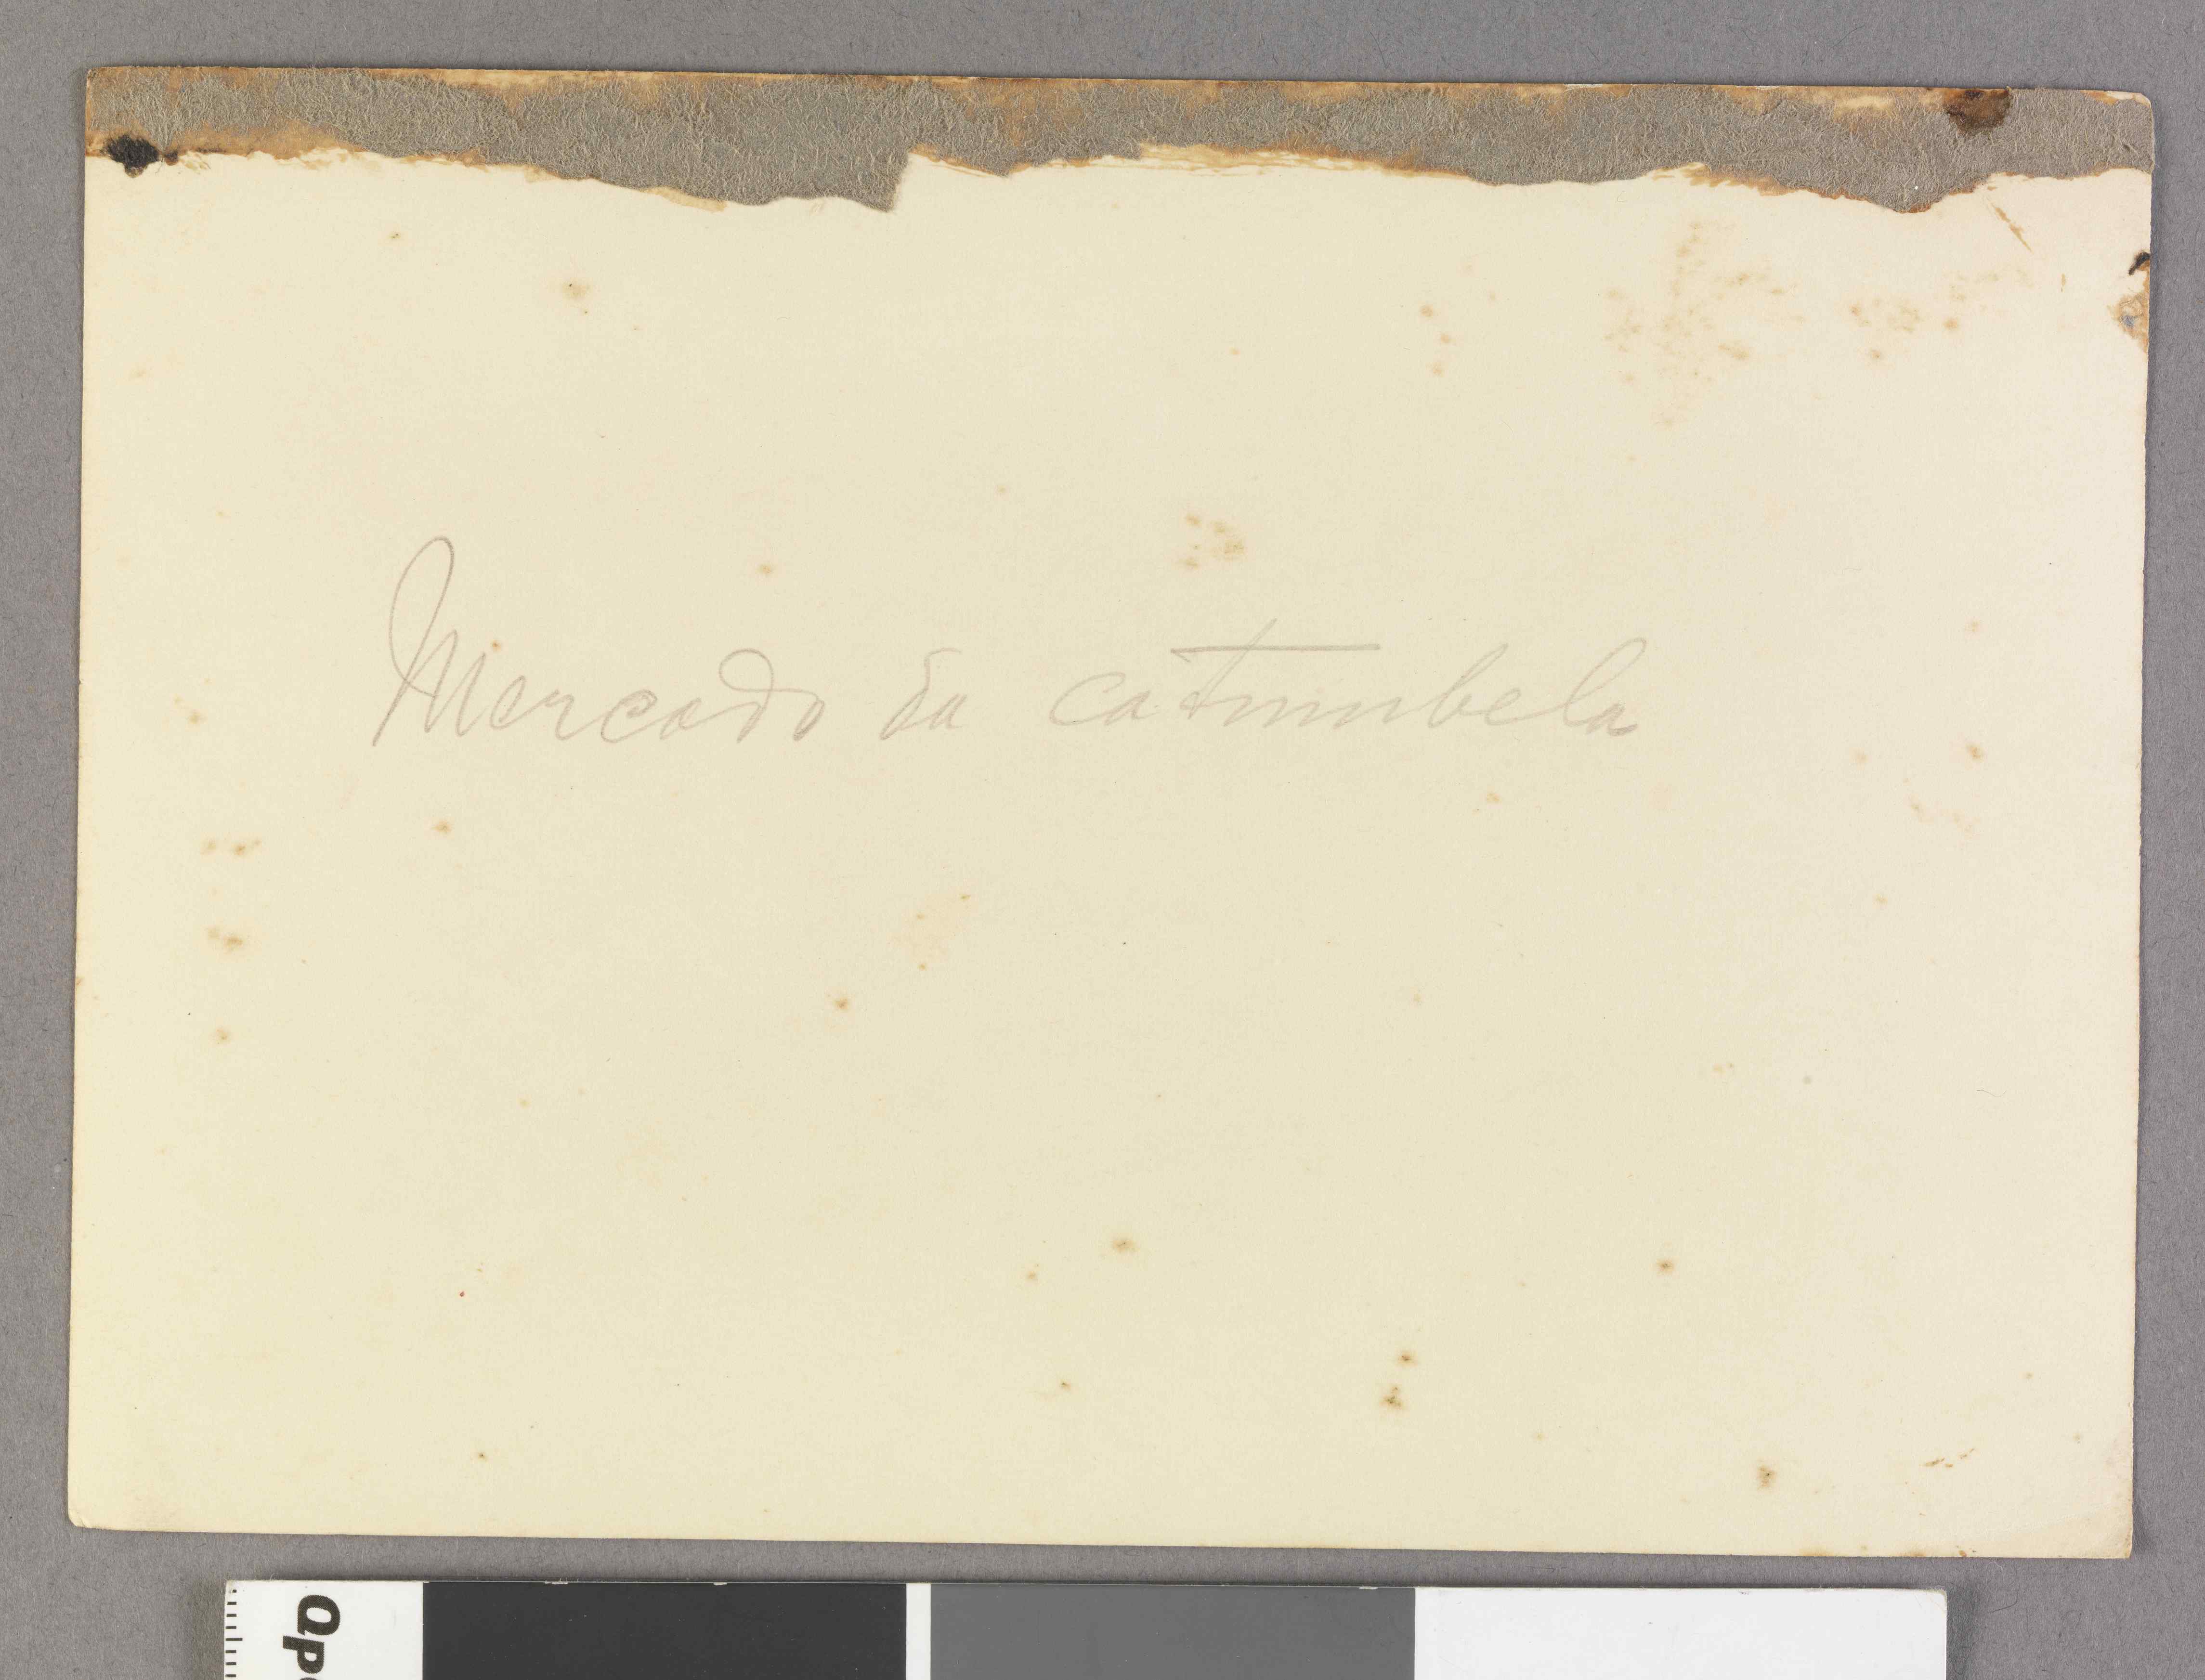 Mercado da catumbela